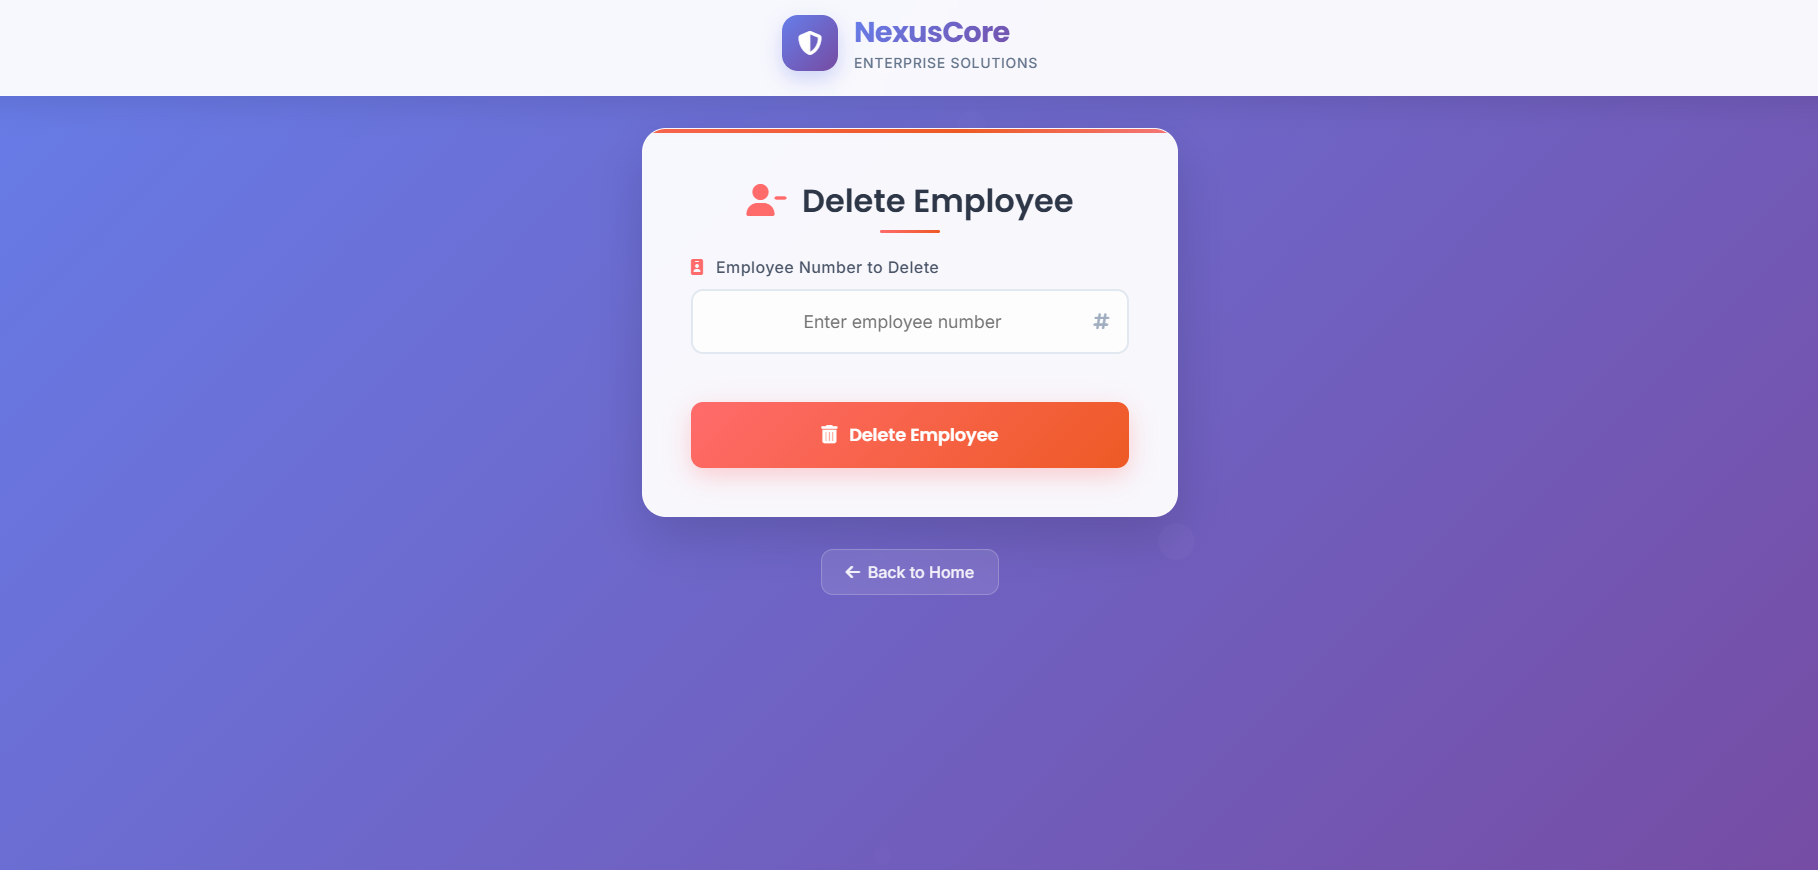 NexusCore
ENTERPRISE SOLUTIONS
Delete Employee
Employee Number to Delete
Enter employee number
#
Delete Employee
Back to Home